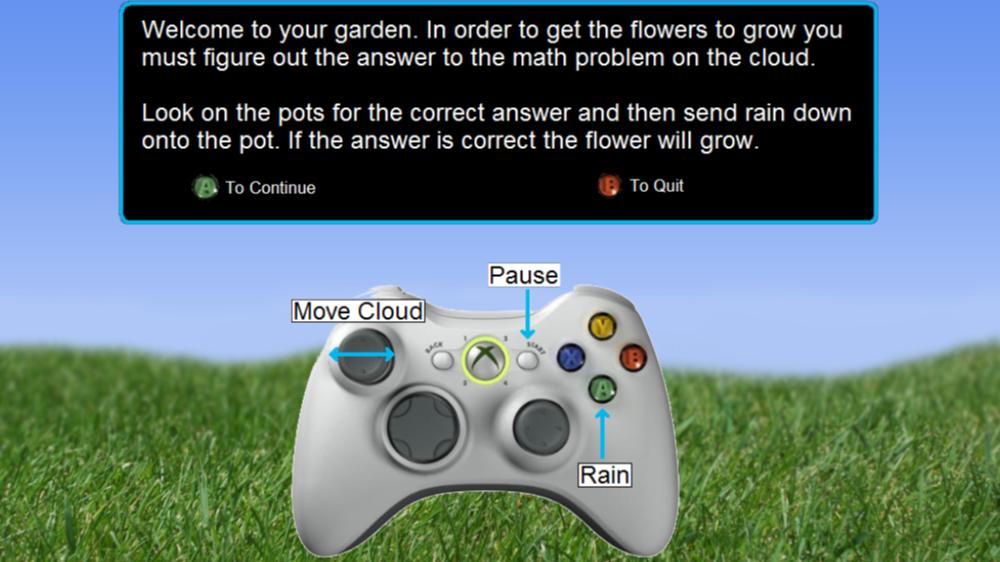 Welcome to your garden. In order to get the flowers to grow you
must figure out the answer to the math problem on the cloud.
Look on the pots for the correct answer and then send rain down
onto the pot. If the answer is correct the flower will grow.
A To Continue
B To Quit
Pause
Move Cloud
BACK
1
2
START
3
4
Y
X
B
A
Rain